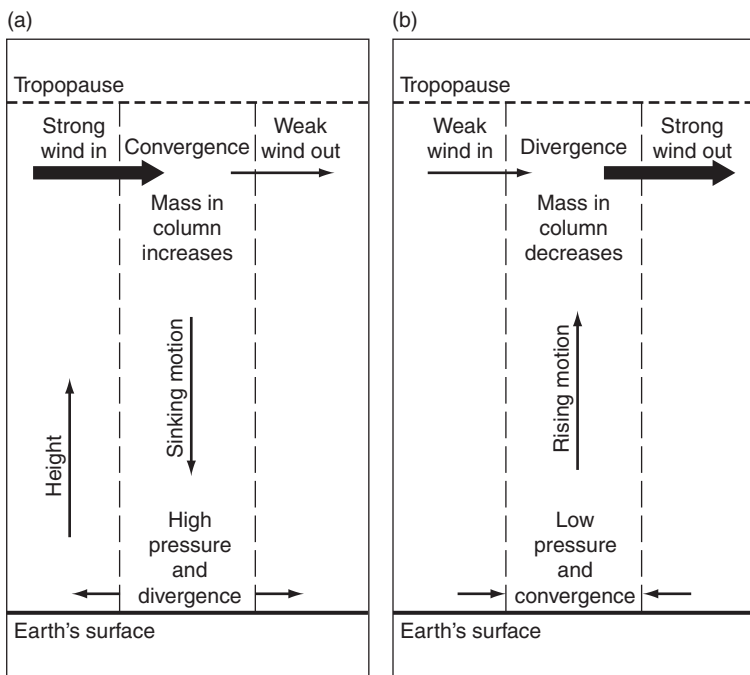 (a)
Tropopause
Strong
wind in
Convergence
Weak
wind out
Mass in
column
increases
Sinking motion
Height
High
pressure
and
divergence
Earth's surface
(b)
Tropopause
Weak
wind in
Divergence
Strong
wind out
Mass in
column
decreases
Rising motion
Low
pressure
and
convergence
Earth's surface